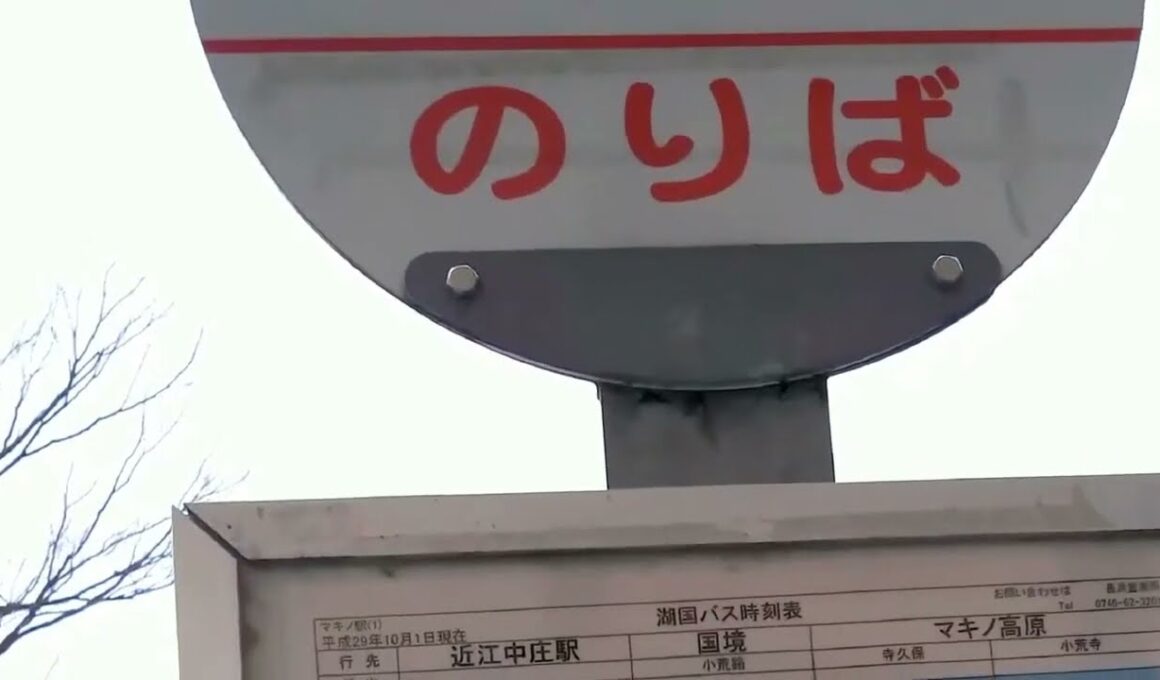 のりば
湖国バス時刻表
お問い合わせは
マキノ駅(1)
Tel
平成29年10月1日現在
行先 近江中庄駅 国境 マキノ高原
小荒路 寺久保 小荒寺